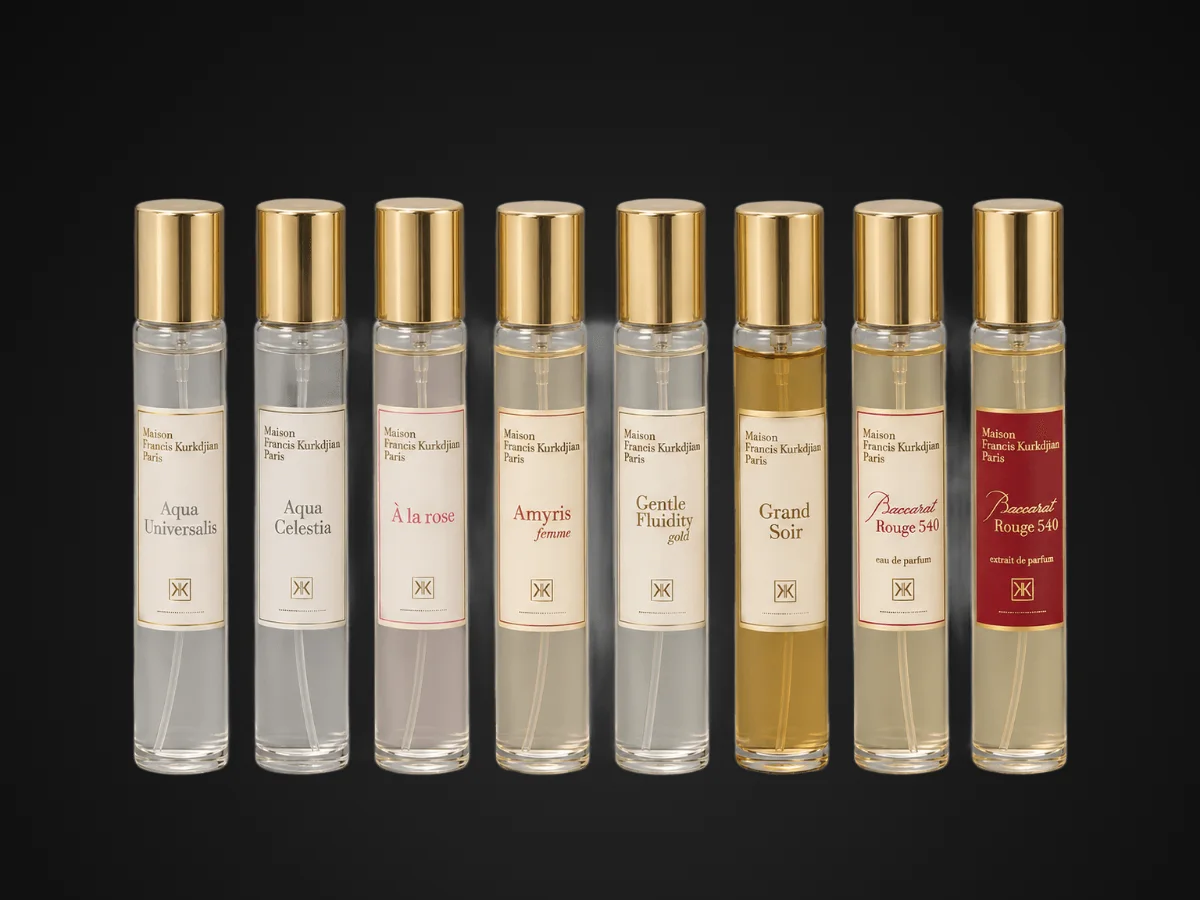 Maison
Francis Kurkdjian
Paris
Aqua
Universalis
Maison
Francis Kurkdjian
Paris
Aqua
Celestia
Maison
Francis Kurkdjian
Paris
À la rose
Maison
Francis Kurkdjian
Paris
Amyris
femme
Maison
Francis Kurkdjian
Paris
Gentle
Fluidity
gold
Maison
Francis Kurkdjian
Paris
Grand
Soir
Maison
Francis Kurkdjian
Paris
Baccarat
Rouge 540
eau de parfum
Maison
Francis Kurkdjian
Paris
Baccarat
Rouge 540
extrait de parfum